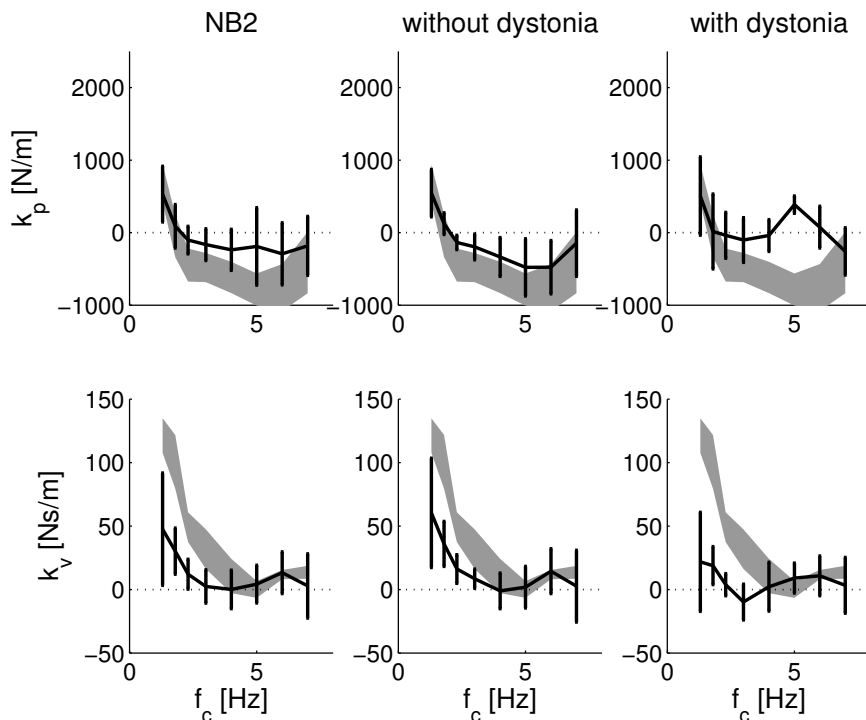 NB2 without dystonia with dystonia
k_p [N/m]
2000 2000 2000
1000 1000 1000
0 0 0
−1000 −1000 −1000
0 5 0 5 0 5
k_v [Ns/m]
150 150 150
100 100 100
50 50 50
0 0 0
−50 −50 −50
0 5 0 5 0 5
f_c [Hz] f_c [Hz] f_c [Hz]